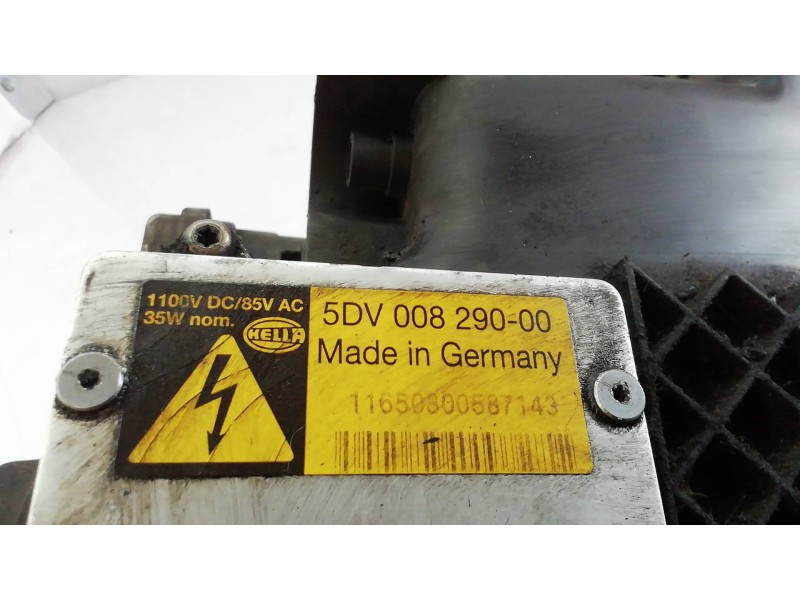 1100V DC/85V AC
35W nom.
HELLA
5DV 008 290-00
Made in Germany
11650300587143